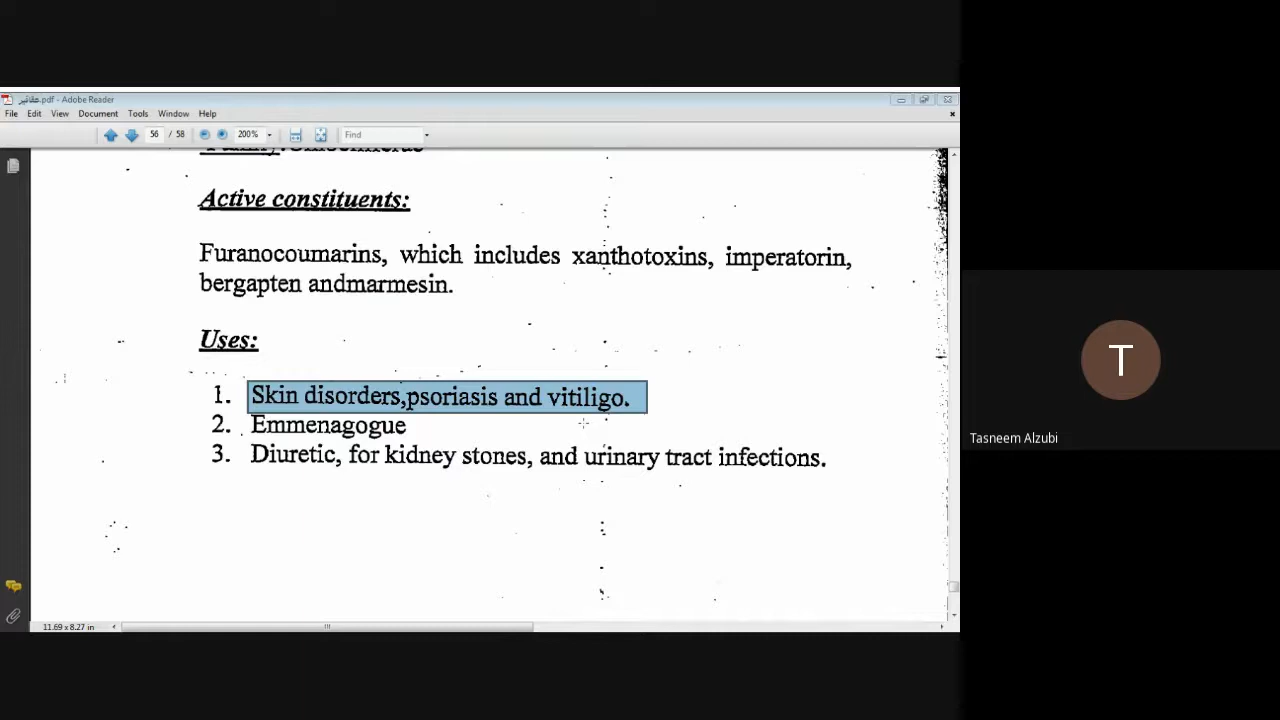 .pdf - Adobe Reader
File Edit View Document Tools Window Help
56 / 58 200% Find
Active constituents:
Furanocoumarins, which includes xanthotoxins, imperatorin,
bergapten andmarmesin.
Uses:
1. Skin disorders,psoriasis and vitiligo.
2. Emmenagogue
3. Diuretic, for kidney stones, and urinary tract infections.
11.69 x 8.27 in
T
Tasneem Alzubi